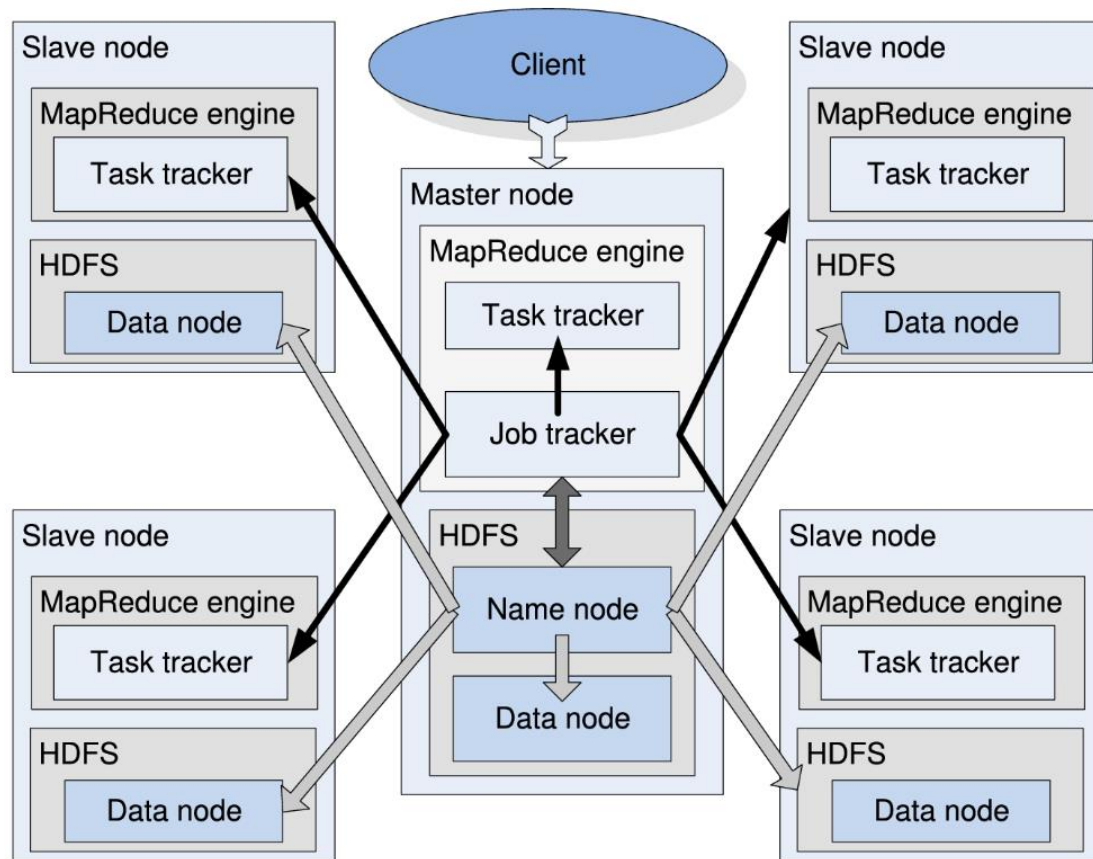 Slave node
MapReduce engine
Task tracker
HDFS
Data node
Client
Master node
MapReduce engine
Task tracker
Job tracker
HDFS
Name node
Data node
Slave node
MapReduce engine
Task tracker
HDFS
Data node
Slave node
MapReduce engine
Task tracker
HDFS
Data node
Slave node
MapReduce engine
Task tracker
HDFS
Data node